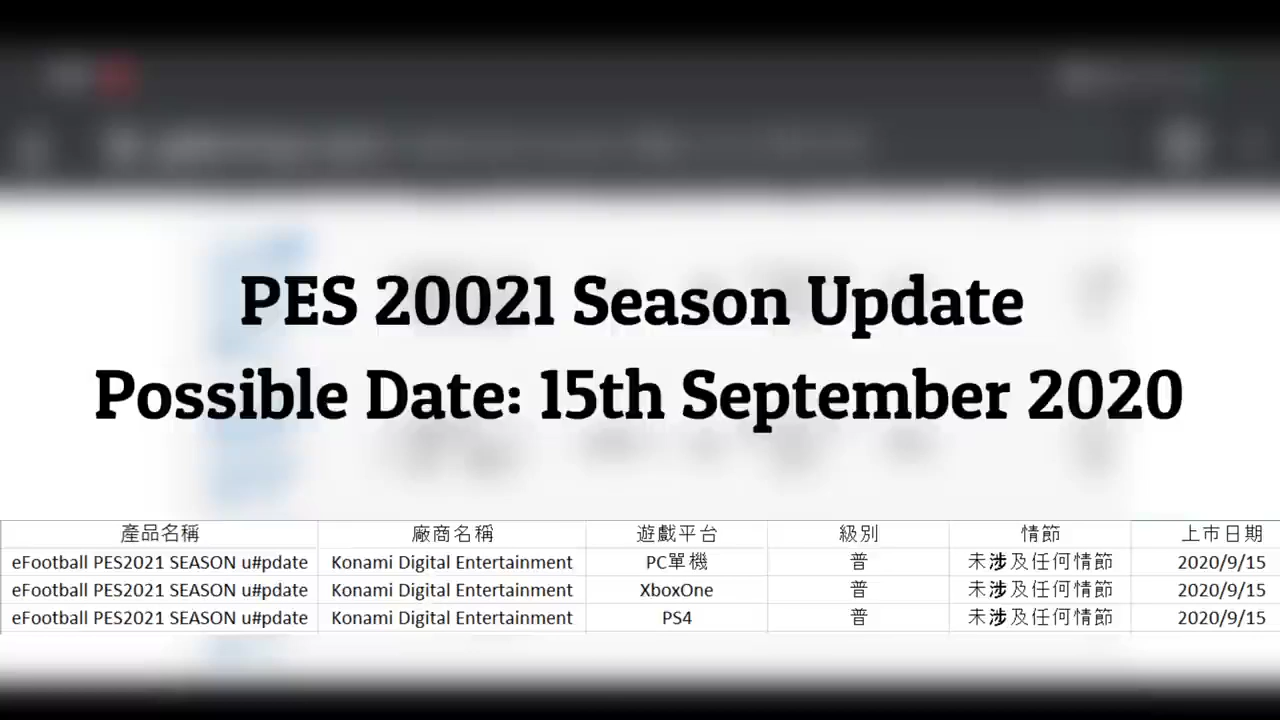 PES 20021 Season Update
Possible Date: 15th September 2020
產品名稱 廠商名稱 遊戲平台 級別 情節 上市日期
eFootball PES2021 SEASON u#pdate Konami Digital Entertainment PC單機 普 未涉及任何情節 2020/9/15
eFootball PES2021 SEASON u#pdate Konami Digital Entertainment XboxOne 普 未涉及任何情節 2020/9/15
eFootball PES2021 SEASON u#pdate Konami Digital Entertainment PS4 普 未涉及任何情節 2020/9/15